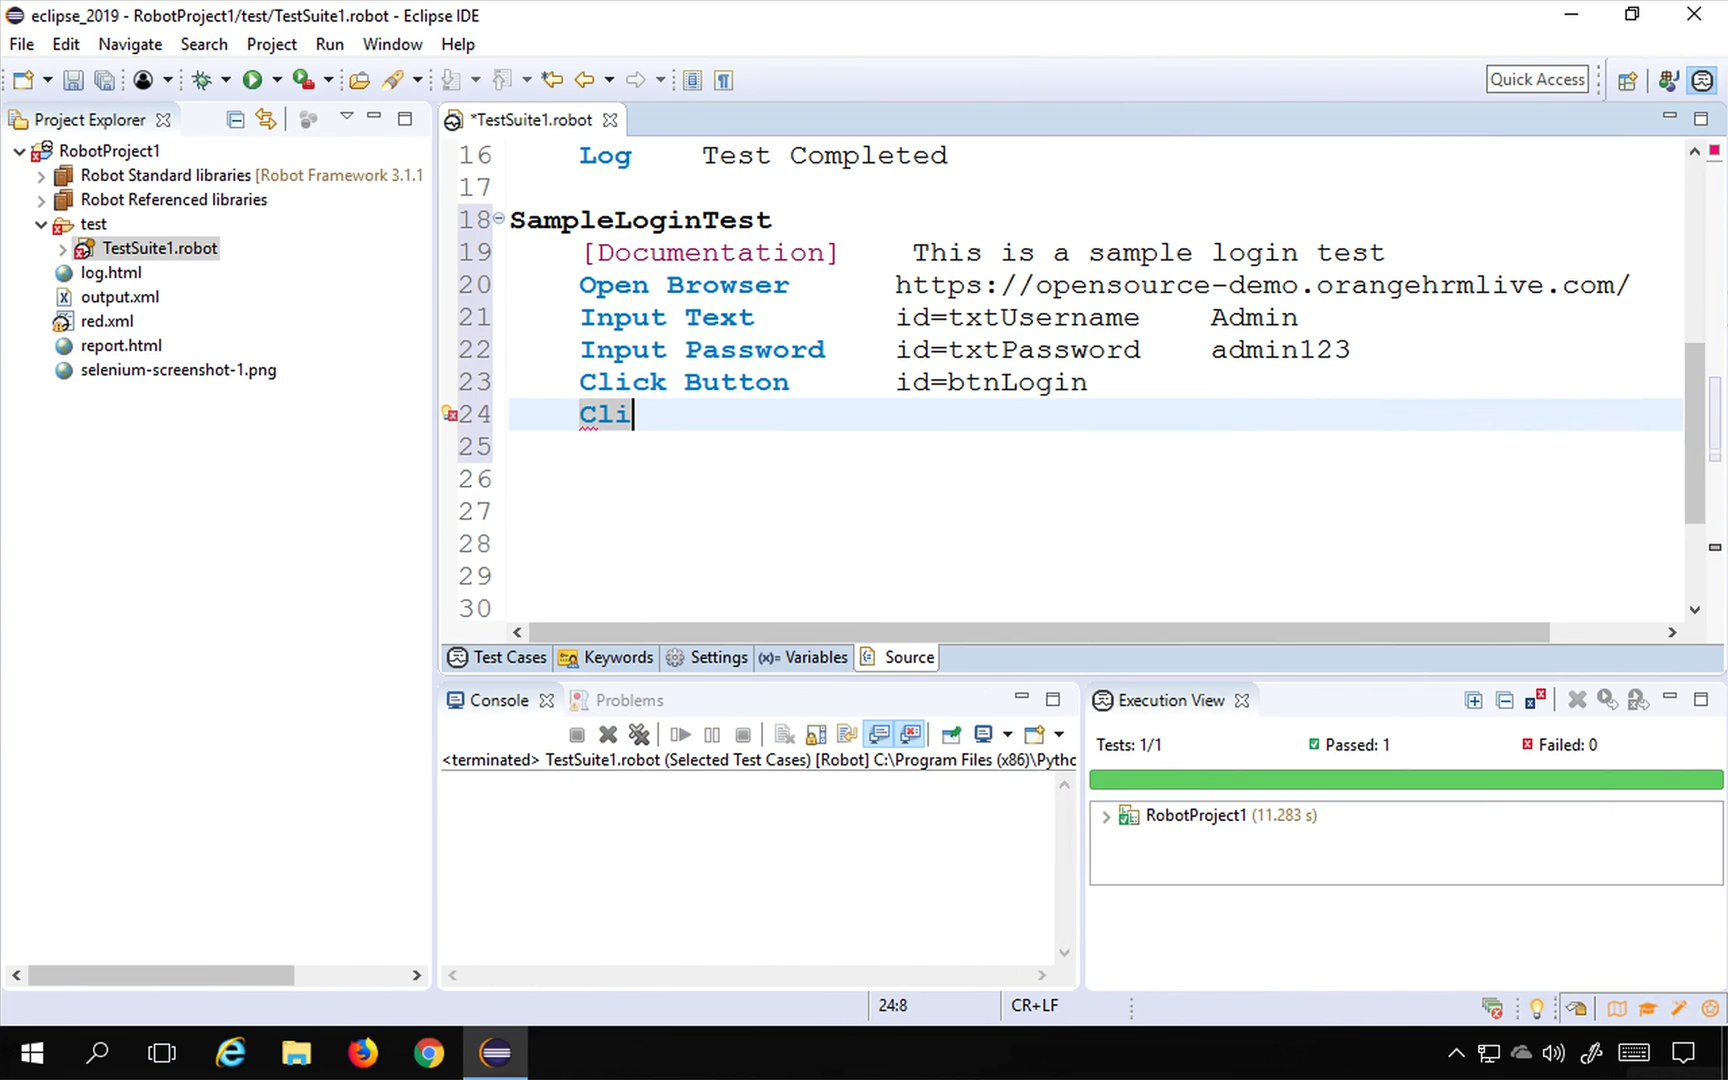 eclipse_2019 - RobotProject1/test/TestSuite1.robot - Eclipse IDE
File Edit Navigate Search Project Run Window Help
Quick Access
Project Explorer
RobotProject1
Robot Standard libraries [Robot Framework 3.1.1
Robot Referenced libraries
test
TestSuite1.robot
log.html
output.xml
red.xml
report.html
selenium-screenshot-1.png
*TestSuite1.robot
16 Log Test Completed
17
18 SampleLoginTest
19 [Documentation] This is a sample login test
20 Open Browser https://opensource-demo.orangehrmlive.com/
21 Input Text id=txtUsername Admin
22 Input Password id=txtPassword admin123
23 Click Button id=btnLogin
24 Cli
25
26
27
28
29
30
Test Cases Keywords Settings (x)= Variables Source
Console Problems
<terminated> TestSuite1.robot (Selected Test Cases) [Robot] C:\Program Files (x86)\Pytho
Execution View
Tests: 1/1 Passed: 1 Failed: 0
RobotProject1 (11.283 s)
24:8 CR+LF